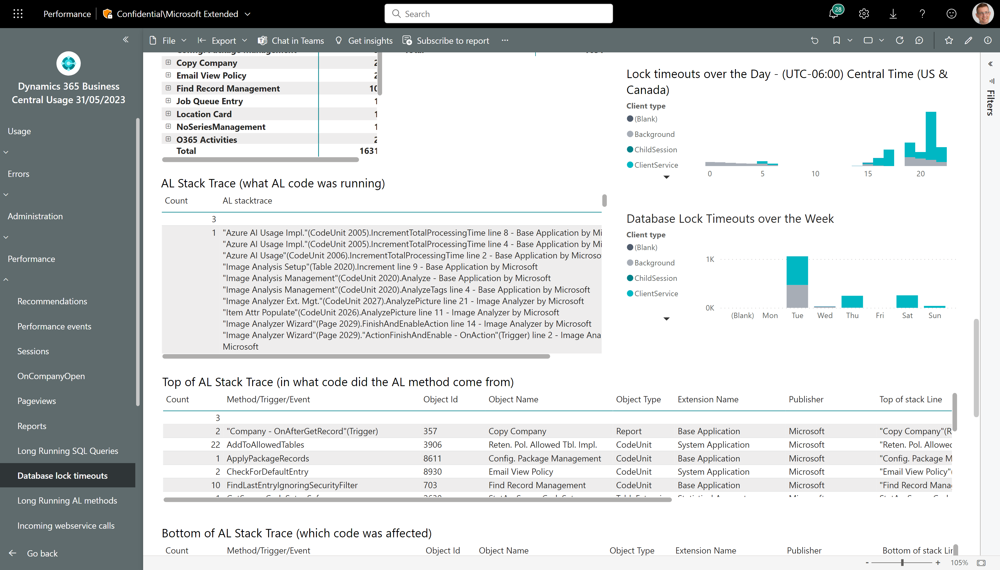 Performance
Confidential\Microsoft Extended
Search
28
File
Export
Chat in Teams
Get insights
Subscribe to report
Dynamics 365 Business
Central Usage 31/05/2023
Usage
Errors
Administration
Performance
Recommendations
Performance events
Sessions
OnCompanyOpen
Pageviews
Reports
Long Running SQL Queries
Database lock timeouts
Long Running AL methods
Incoming webservice calls
Go back
Copy Company 2
Email View Policy 2
Find Record Management 10
Job Queue Entry 1
Location Card 1
NoSeriesManagement 1
O365 Activities 2
Total 1631
AL Stack Trace (what AL code was running)
Count AL stacktrace
3
1 "Azure AI Usage Impl."(CodeUnit 2005).IncrementTotalProcessingTime line 8 - Base Application by Mi
"Azure AI Usage Impl."(CodeUnit 2005).IncrementTotalProcessingTime line 4 - Base Application by Mi
"Azure AI Usage"(CodeUnit 2006).IncrementTotalProcessingTime line 2 - Base Application by Microso
"Image Analysis Setup"(Table 2020).Increment line 9 - Base Application by Microsoft
"Image Analysis Management"(CodeUnit 2020).Analyze - Base Application by Microsoft
"Image Analysis Management"(CodeUnit 2020).AnalyzeTags line 4 - Base Application by Microsoft
"Image Analyzer Ext. Mgt."(CodeUnit 2027).AnalyzePicture line 21 - Image Analyzer by Microsoft
"Item Attr Populate"(CodeUnit 2026).AnalyzePicture line 11 - Image Analyzer by Microsoft
"Image Analyzer Wizard"(Page 2029).FinishAndEnableAction line 14 - Image Analyzer by Microsoft
"Image Analyzer Wizard"(Page 2029)."ActionFinishAndEnable - OnAction"(Trigger) line 2 - Image Ana
Microsoft
Lock timeouts over the Day - (UTC-06:00) Central Time (US &
Canada)
Client type
(Blank)
Background
ChildSession
ClientService
0 5 10 15 20
Database Lock Timeouts over the Week
Client type
(Blank)
Background
ChildSession
ClientService
1K
0K
(Blank) Mon Tue Wed Thu Fri Sat Sun
Filters
Top of AL Stack Trace (in what code did the AL method come from)
Count Method/Trigger/Event Object Id Object Name Object Type Extension Name Publisher Top of stack Line
3
2 "Company - OnAfterGetRecord"(Trigger) 357 Copy Company Report Base Application Microsoft "Copy Company"(R
22 AddToAllowedTables 3906 Reten. Pol. Allowed Tbl. Impl. CodeUnit System Application Microsoft "Reten. Pol. Allowed
1 ApplyPackageRecords 8611 Config. Package Management CodeUnit Base Application Microsoft "Config. Package M
2 CheckForDefaultEntry 8930 Email View Policy CodeUnit System Application Microsoft "Email View Policy"(
10 FindLastEntryIgnoringSecurityFilter 703 Find Record Management CodeUnit Base Application Microsoft "Find Record Mana
Bottom of AL Stack Trace (which code was affected)
Count Method/Trigger/Event Object Id Object Name Object Type Extension Name Publisher Bottom of stack Lin
- + 105%